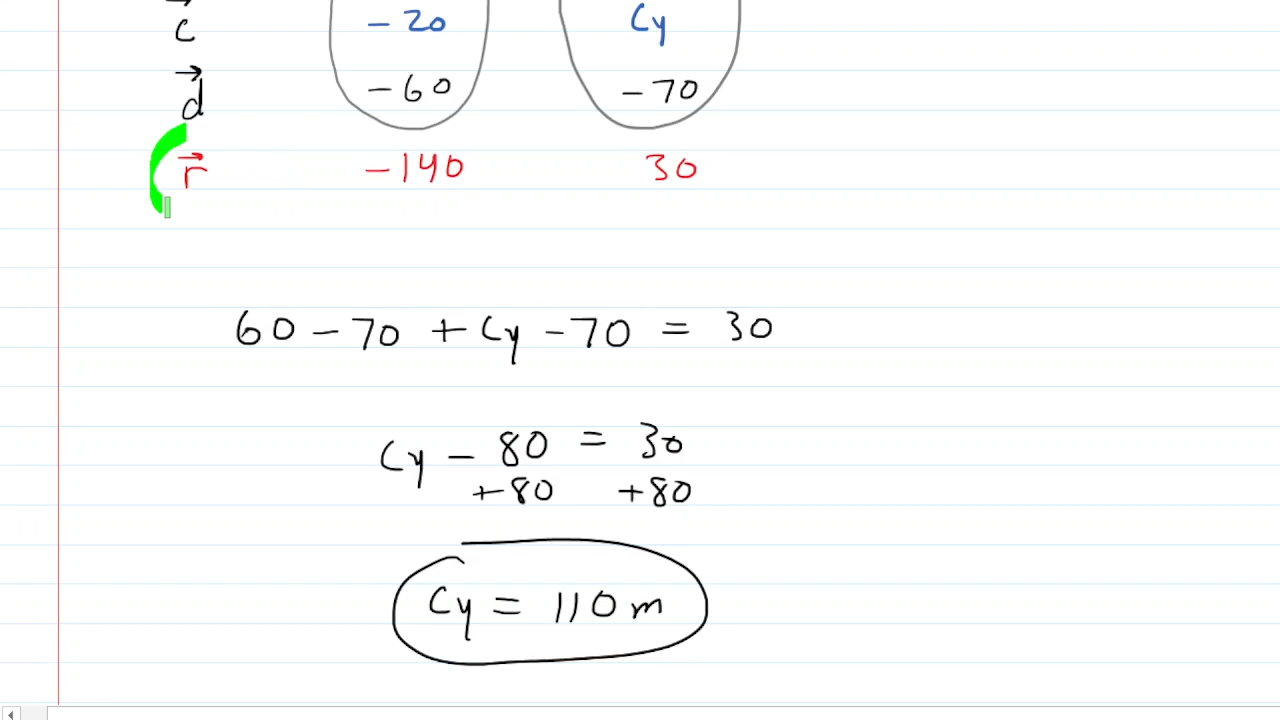 c⃗ -20 Cy
d⃗ -60 -70
r⃗ -140 30
60 - 70 + Cy - 70 = 30
Cy - 80 = 30
+80 +80
Cy = 110 m